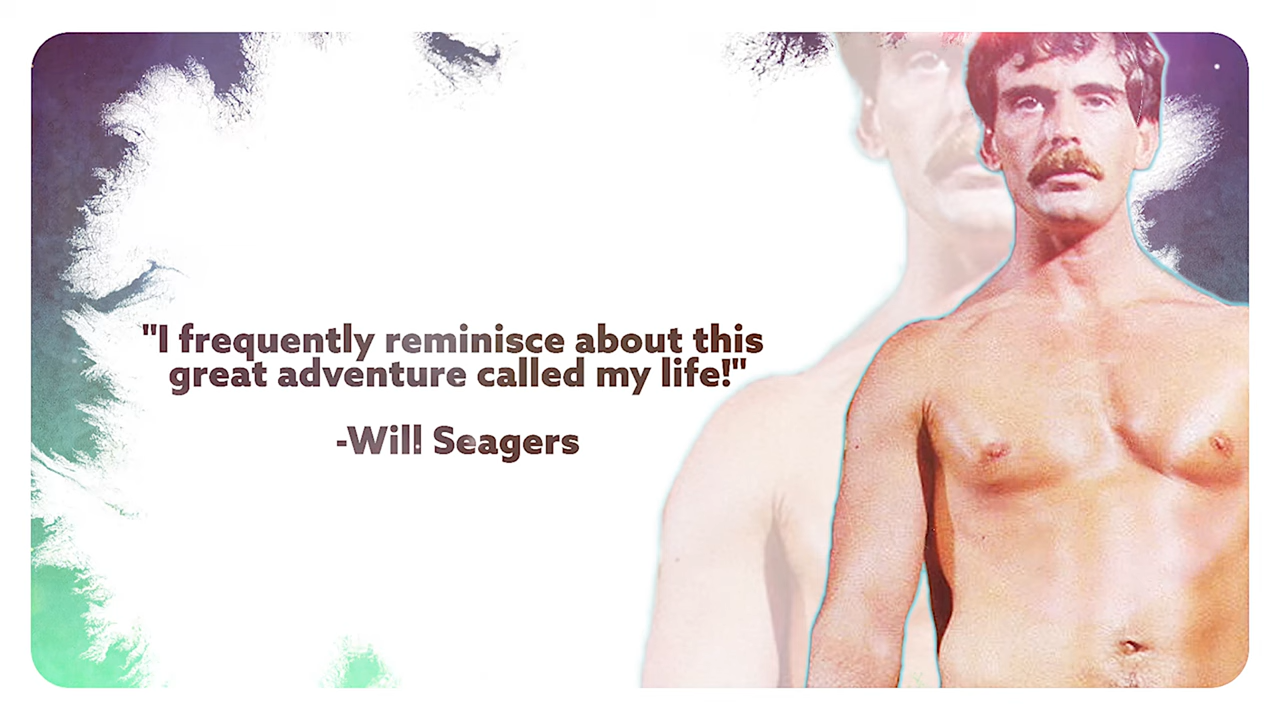 "I frequently reminisce about this
great adventure called my life!"
-Will Seagers